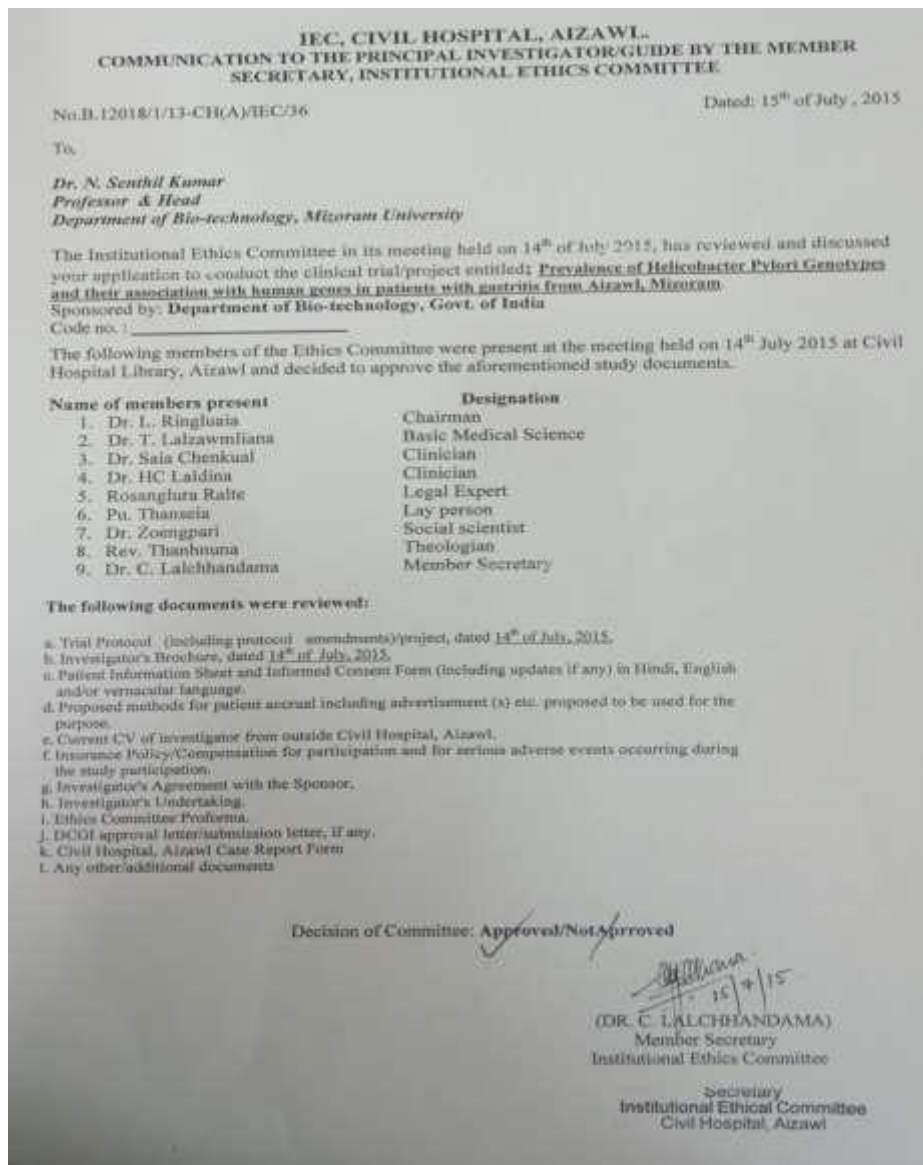 IEC, CIVIL HOSPITAL, AIZAWL.
COMMUNICATION TO THE PRINCIPAL INVESTIGATOR/GUIDE BY THE MEMBER
SECRETARY, INSTITUTIONAL ETHICS COMMITTEE
No.B.12018/1/13-CH(A)/IEC/36 Dated: 15th of July , 2015
To,
Dr. N. Senthil Kumar
Professor & Head
Department of Bio-technology, Mizoram University
The Institutional Ethics Committee in its meeting held on 14th of July 2015, has reviewed and discussed
your application to conduct the clinical trial/project entitled: Prevalence of Helicobacter Pylori Genotypes
and their association with human genes in patients with gastritis from Aizawl, Mizoram
Sponsored by: Department of Bio-technology, Govt. of India
Code no. :
The following members of the Ethics Committee were present at the meeting held on 14th July 2015 at Civil
Hospital Library, Aizawl and decided to approve the aforementioned study documents.
Name of members present Designation
1. Dr. L. Ringluaia Chairman
2. Dr. T. Lalzawmliana Basic Medical Science
3. Dr. Saia Chenkual Clinician
4. Dr. HC Laldina Clinician
5. Rosanglura Ralte Legal Expert
6. Pu. Thanseia Lay person
7. Dr. Zoengpari Social scientist
8. Rev. Thanhnuna Theologian
9. Dr. C. Lalchhandama Member Secretary
The following documents were reviewed:
a. Trial Protocol (including protocol amendments)/project, dated 14th of July, 2015.
b. Investigator's Brochure, dated 14th of July, 2015.
c. Patient Information Sheet and Informed Consent Form (including updates if any) in Hindi, English
and/or vernacular language.
d. Proposed methods for patient accrual including advertisement (s) etc. proposed to be used for the
purpose.
e. Current CV of investigator from outside Civil Hospital, Aizawl.
f. Insurance Policy/Compensation for participation and for serious adverse events occurring during
the study participation.
g. Investigator's Agreement with the Sponsor.
h. Investigator's Undertaking.
i. Ethics Committee Proforma.
j. DCGI approval letter/submission letter, if any.
k. Civil Hospital, Aizawl Case Report Form
l. Any other/additional documents
Decision of Committee: Approved/Not Aprroved
15/7/15
(DR. C. LALCHHANDAMA)
Member Secretary
Institutional Ethics Committee
Secretary
Institutional Ethical Committee
Civil Hospital, Aizawl